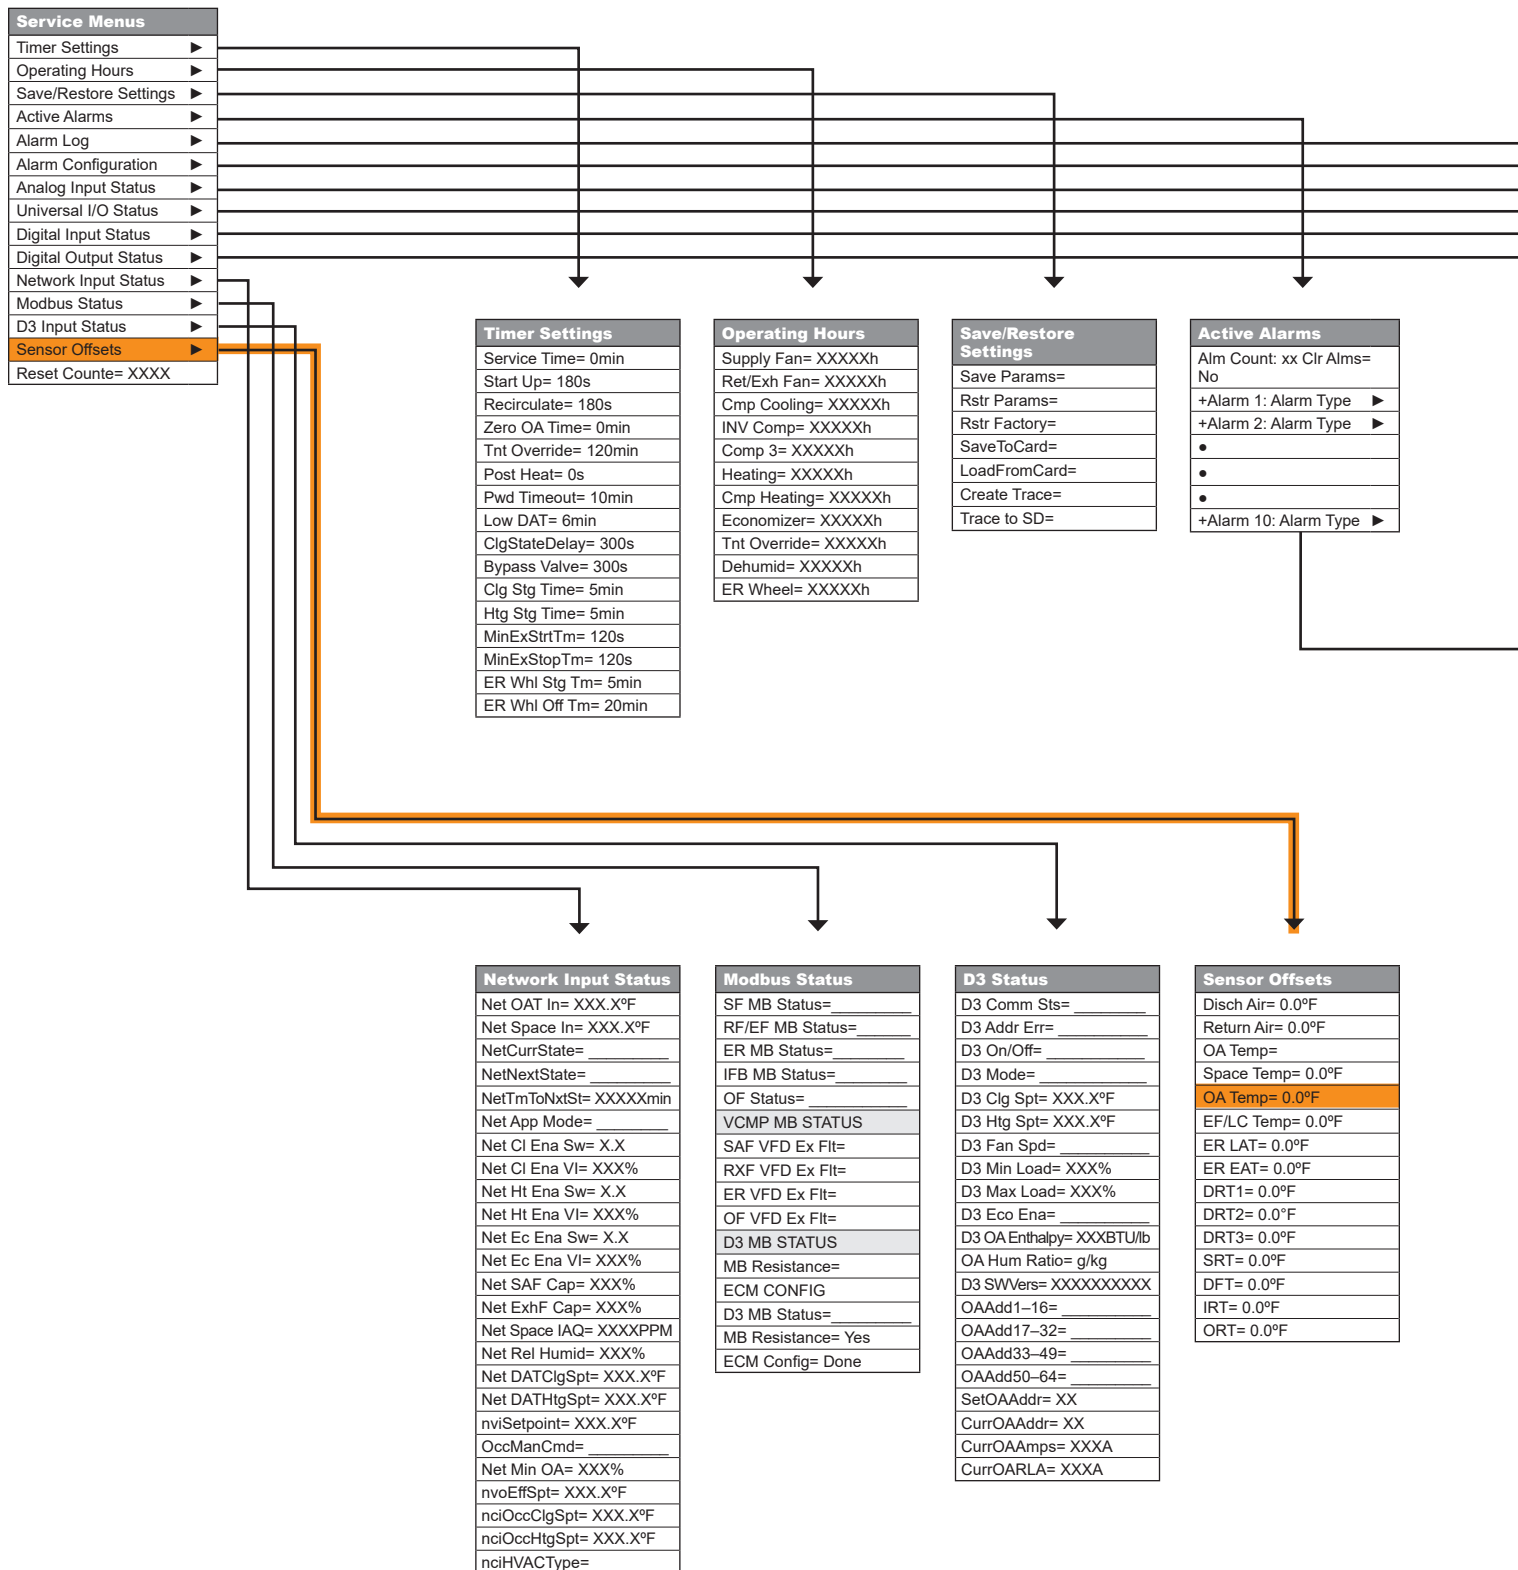 Service Menus
Timer Settings ►
Operating Hours ►
Save/Restore Settings ►
Active Alarms ►
Alarm Log ►
Alarm Configuration ►
Analog Input Status ►
Universal I/O Status ►
Digital Input Status ►
Digital Output Status ►
Network Input Status ►
Modbus Status ►
D3 Input Status ►
Sensor Offsets ►
Reset Counte= XXXX
Timer Settings
Service Time= 0min
Start Up= 180s
Recirculate= 180s
Zero OA Time= 0min
Tnt Override= 120min
Post Heat= 0s
Pwd Timeout= 10min
Low DAT= 6min
ClgStateDelay= 300s
Bypass Valve= 300s
Clg Stg Time= 5min
Htg Stg Time= 5min
MinExStrtTm= 120s
MinExStopTm= 120s
ER Whl Stg Tm= 5min
ER Whl Off Tm= 20min
Operating Hours
Supply Fan= XXXXXh
Ret/Exh Fan= XXXXXh
Cmp Cooling= XXXXXh
INV Comp= XXXXXh
Comp 3= XXXXXh
Heating= XXXXXh
Cmp Heating= XXXXXh
Economizer= XXXXXh
Tnt Override= XXXXXh
Dehumid= XXXXXh
ER Wheel= XXXXXh
Save/Restore
Settings
Save Params=
Rstr Params=
Rstr Factory=
SaveToCard=
LoadFromCard=
Create Trace=
Trace to SD=
Active Alarms
Alm Count: xx Clr Alms=
No
+Alarm 1: Alarm Type ►
+Alarm 2: Alarm Type ►
●
●
●
+Alarm 10: Alarm Type ►
Network Input Status
Net OAT In= XXX.XºF
Net Space In= XXX.XºF
NetCurrState= _________
NetNextState= _________
NetTmToNxtSt= XXXXXmin
Net App Mode= ________
Net Cl Ena Sw= X.X
Net Cl Ena VI= XXX%
Net Ht Ena Sw= X.X
Net Ht Ena VI= XXX%
Net Ec Ena Sw= X.X
Net Ec Ena VI= XXX%
Net SAF Cap= XXX%
Net ExhF Cap= XXX%
Net Space IAQ= XXXXPPM
Net Rel Humid= XXX%
Net DATClgSpt= XXX.XºF
Net DATHtgSpt= XXX.XºF
nviSetpoint= XXX.XºF
OccManCmd= _________
Net Min OA= XXX%
nvoEffSpt= XXX.XºF
nciOccClgSpt= XXX.XºF
nciOccHtgSpt= XXX.XºF
nciHVACType=
Modbus Status
SF MB Status=_________
RF/EF MB Status=______
ER MB Status=________
IFB MB Status=________
OF Status= ___________
VCMP MB STATUS
SAF VFD Ex Flt=
RXF VFD Ex Flt=
ER VFD Ex Flt=
OF VFD Ex Flt=
D3 MB STATUS
MB Resistance=
ECM CONFIG
D3 MB Status=_________
MB Resistance= Yes
ECM Config= Done
D3 Status
D3 Comm Sts= ________
D3 Addr Err= __________
D3 On/Off= ___________
D3 Mode= ____________
D3 Clg Spt= XXX.XºF
D3 Htg Spt= XXX.XºF
D3 Fan Spd= __________
D3 Min Load= XXX%
D3 Max Load= XXX%
D3 Eco Ena= __________
D3 OA Enthalpy= XXXBTU/lb
OA Hum Ratio= g/kg
D3 SWVers= XXXXXXXXXX
OAAdd1–16= __________
OAAdd17–32= _________
OAAdd33–49= _________
OAAdd50–64= _________
SetOAAddr= XX
CurrOAAddr= XX
CurrOAAmps= XXXA
CurrOARLA= XXXA
Sensor Offsets
Disch Air= 0.0ºF
Return Air= 0.0ºF
OA Temp=
Space Temp= 0.0ºF
OA Temp= 0.0ºF
EF/LC Temp= 0.0ºF
ER LAT= 0.0ºF
ER EAT= 0.0ºF
DRT1= 0.0ºF
DRT2= 0.0°F
DRT3= 0.0ºF
SRT= 0.0ºF
DFT= 0.0ºF
IRT= 0.0ºF
ORT= 0.0ºF